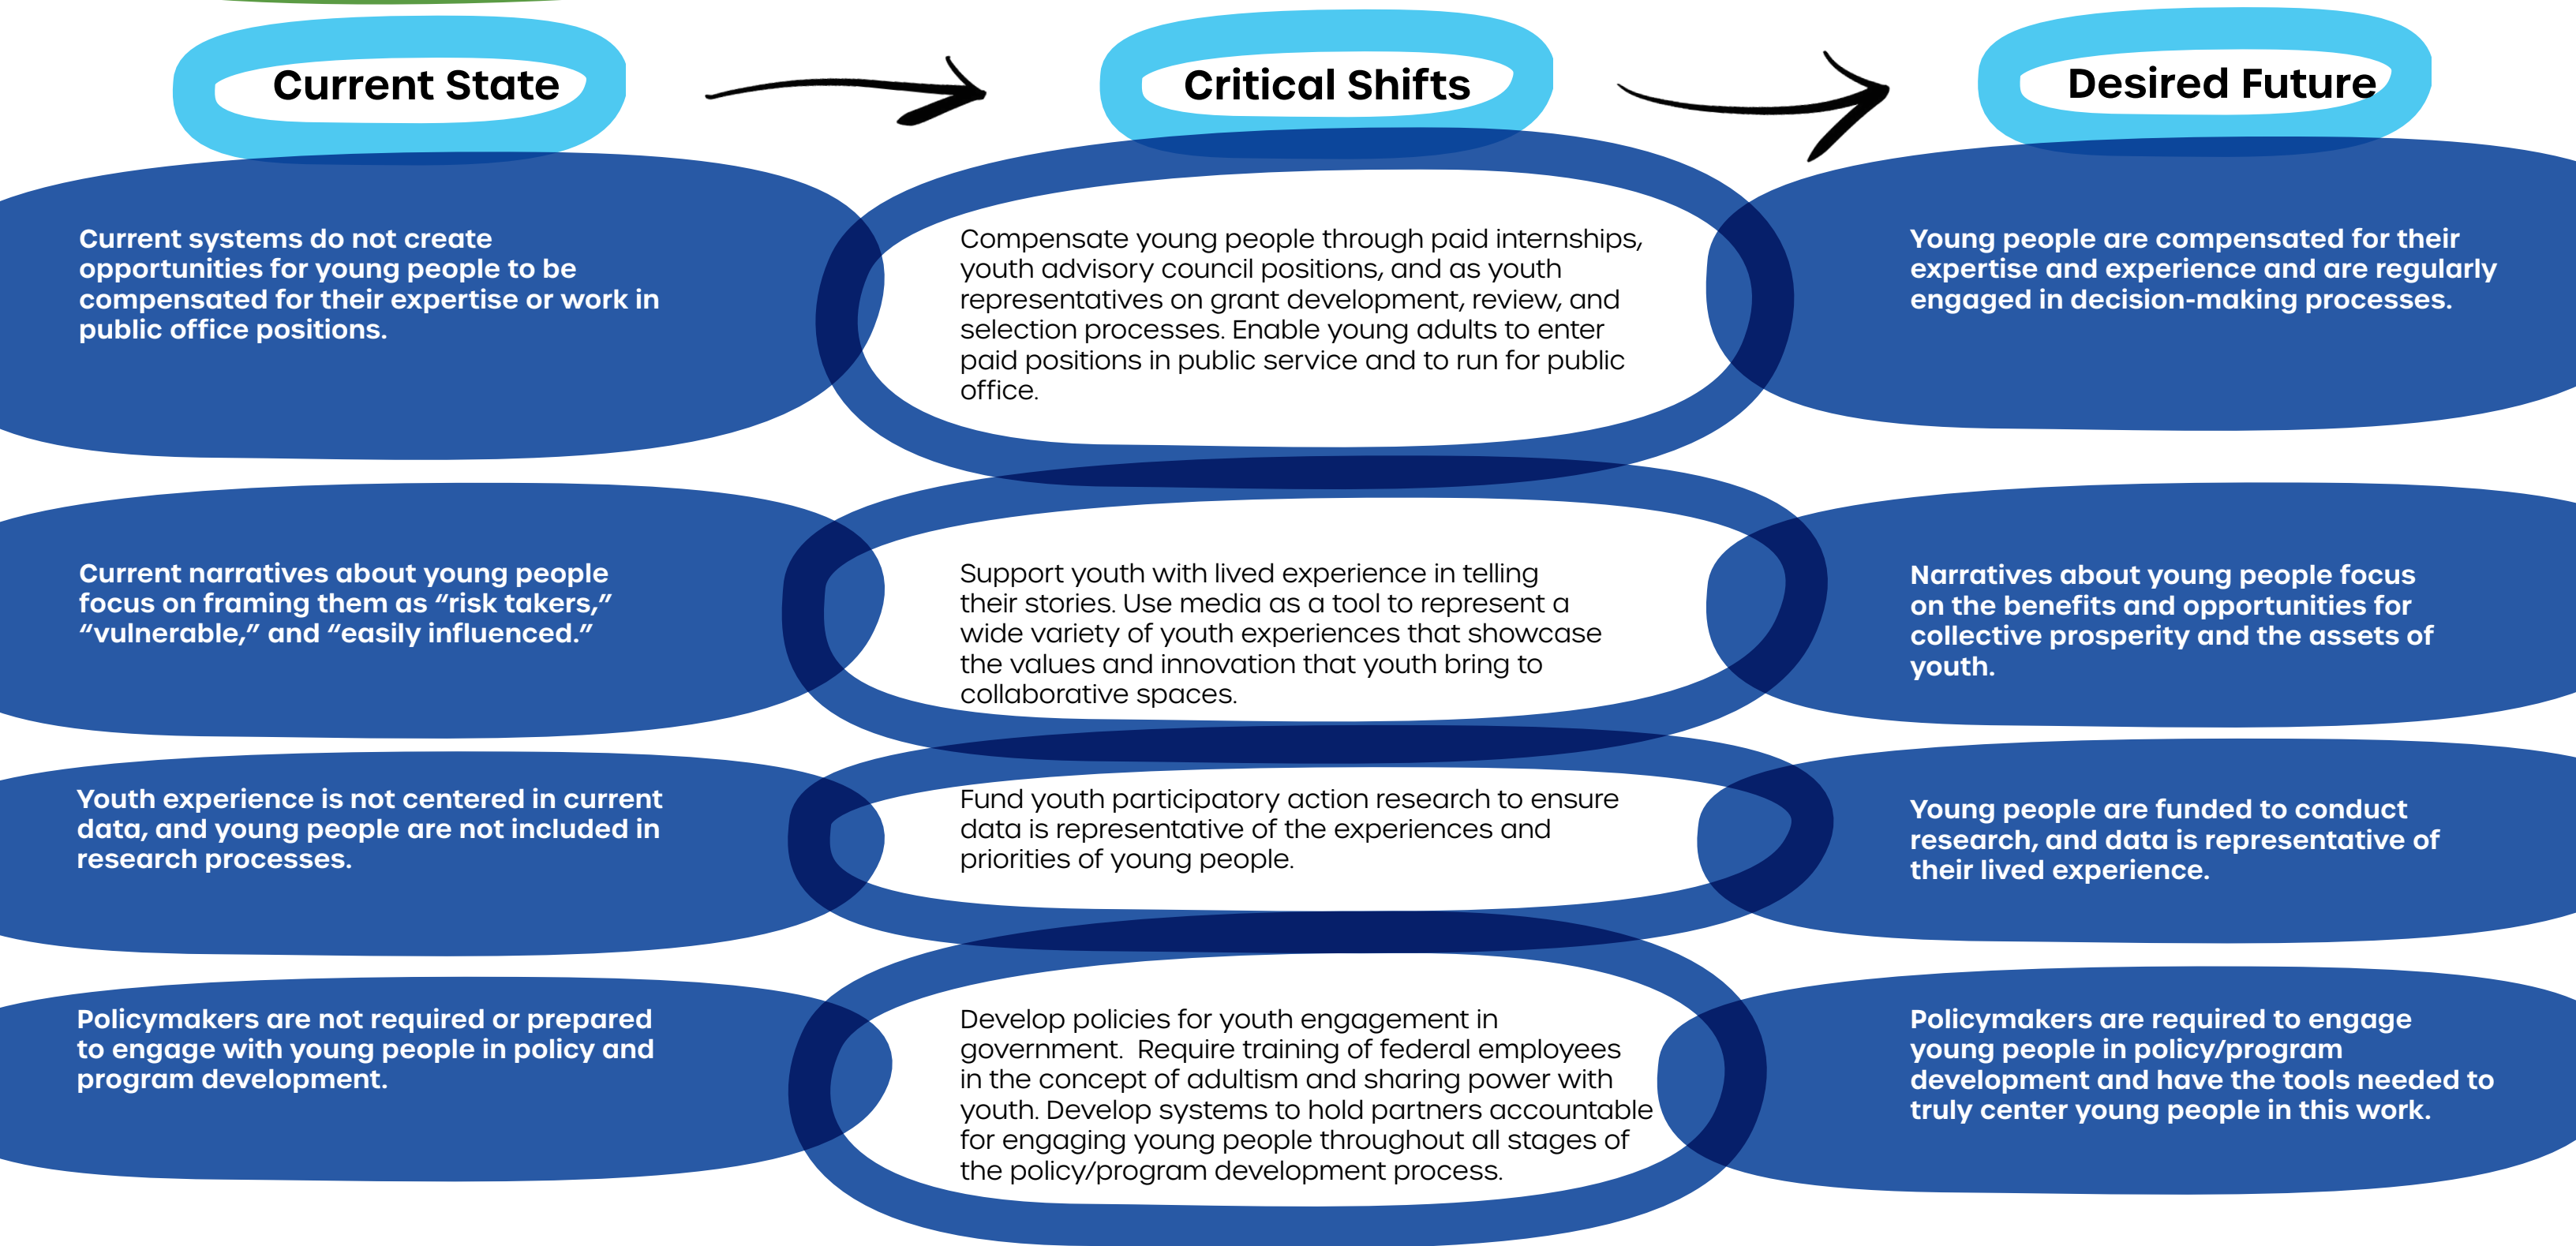 Current State
Critical Shifts
Desired Future
Current systems do not create
opportunities for young people to be
compensated for their expertise or work in
public office positions.
Compensate young people through paid internships,
youth advisory council positions, and as youth
representatives on grant development, review, and
selection processes. Enable young adults to enter
paid positions in public service and to run for public
office.
Young people are compensated for their
expertise and experience and are regularly
engaged in decision-making processes.
Current narratives about young people
focus on framing them as “risk takers,”
“vulnerable,” and “easily influenced.”
Support youth with lived experience in telling
their stories. Use media as a tool to represent a
wide variety of youth experiences that showcase
the values and innovation that youth bring to
collaborative spaces.
Narratives about young people focus
on the benefits and opportunities for
collective prosperity and the assets of
youth.
Youth experience is not centered in current
data, and young people are not included in
research processes.
Fund youth participatory action research to ensure
data is representative of the experiences and
priorities of young people.
Young people are funded to conduct
research, and data is representative of
their lived experience.
Policymakers are not required or prepared
to engage with young people in policy and
program development.
Develop policies for youth engagement in
government.  Require training of federal employees
in the concept of adultism and sharing power with
youth. Develop systems to hold partners accountable
for engaging young people throughout all stages of
the policy/program development process.
Policymakers are required to engage
young people in policy/program
development and have the tools needed to
truly center young people in this work.